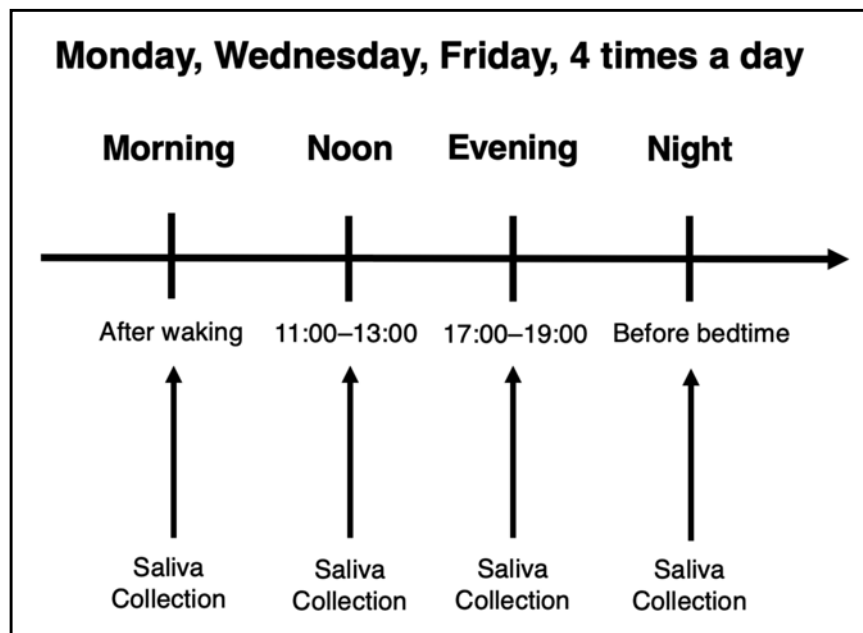 Monday, Wednesday, Friday, 4 times a day
Morning Noon Evening Night
After waking 11:00–13:00 17:00–19:00 Before bedtime
Saliva Saliva Saliva Saliva
Collection Collection Collection Collection